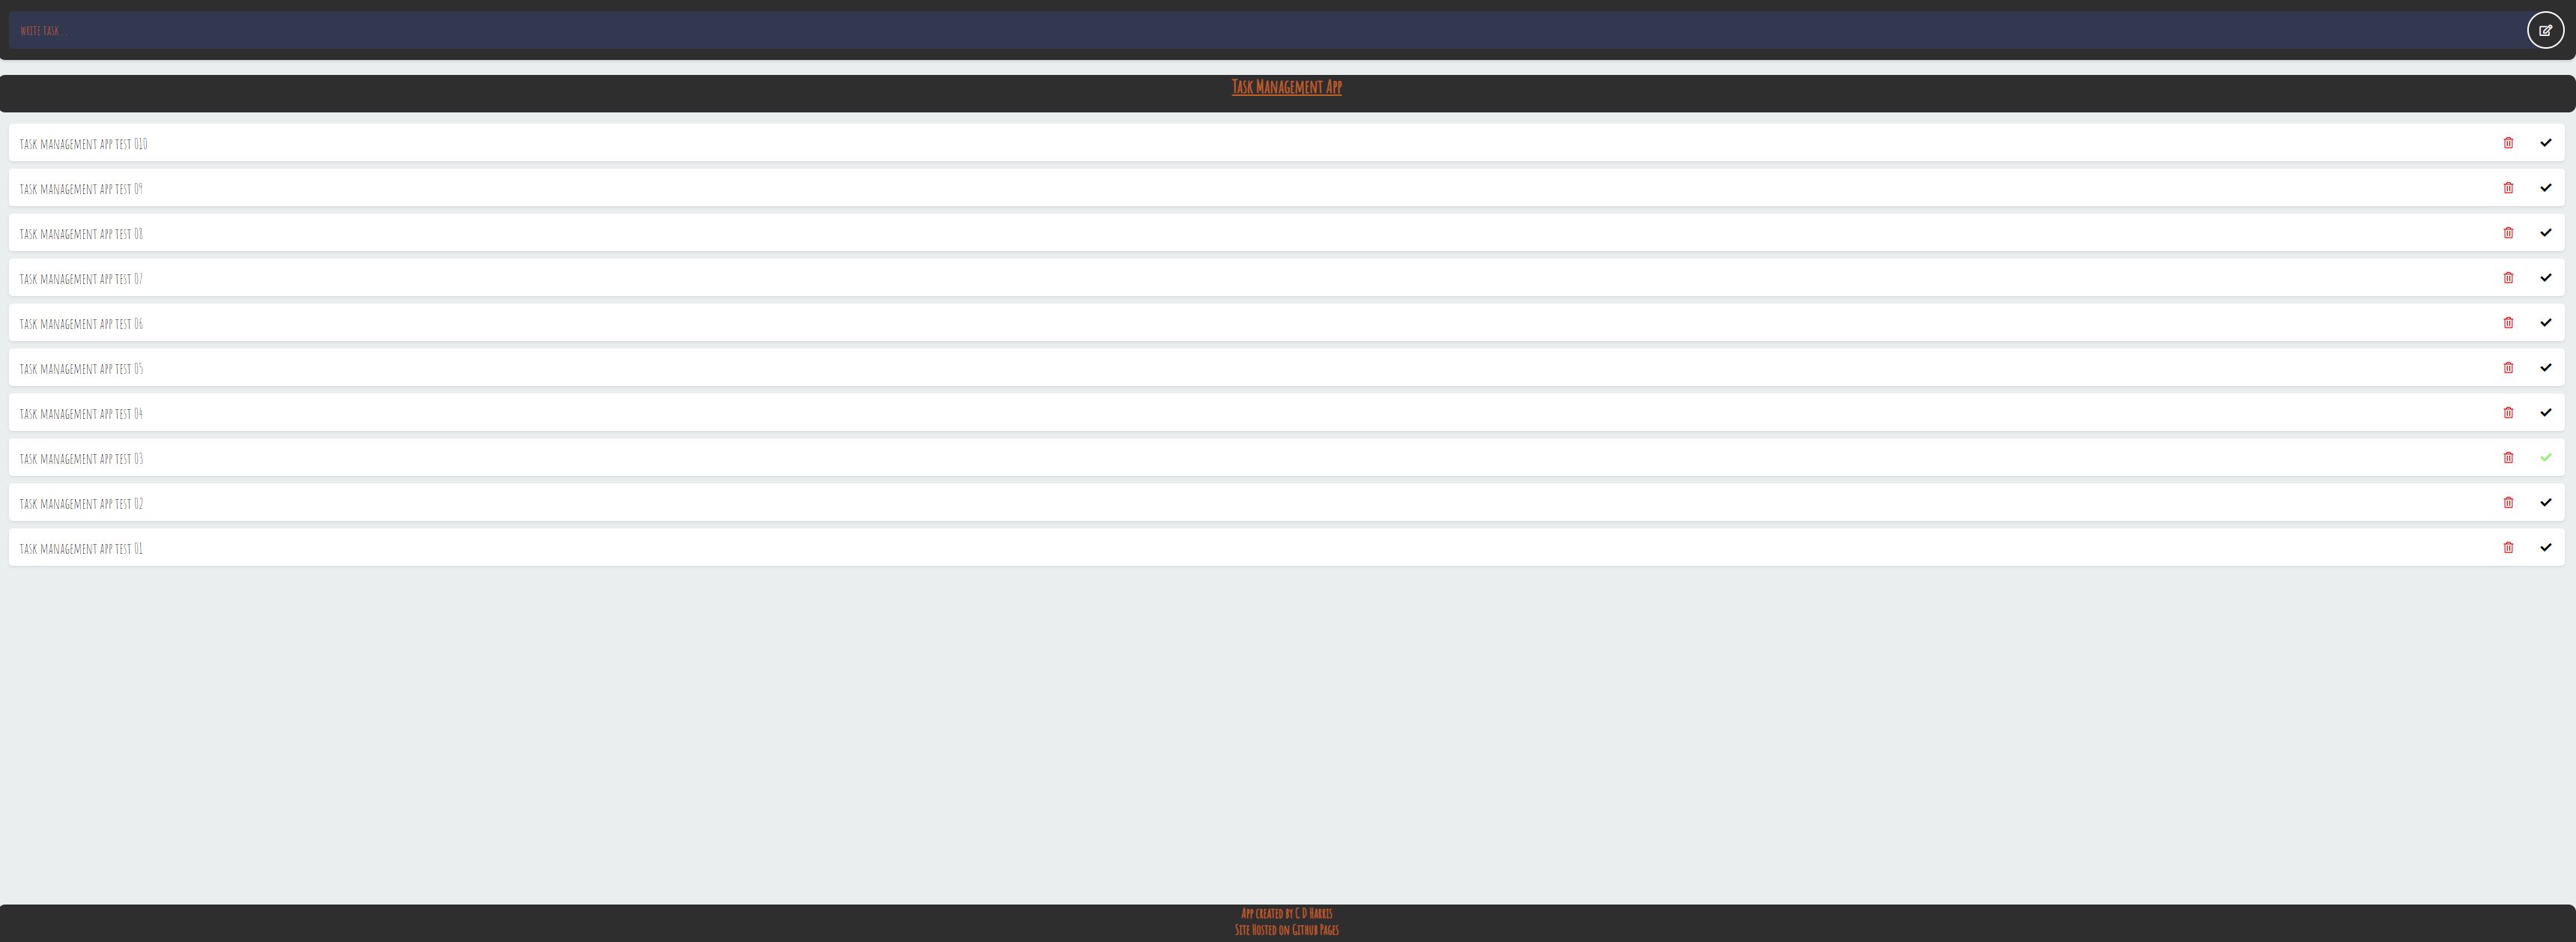 write task...
Task Management App
task management app test 010
task management app test 09
task management app test 08
task management app test 07
task management app test 06
task management app test 05
task management app test 04
task management app test 03
task management app test 02
task management app test 01
App created by C D Harris
Site Hosted on Github Pages